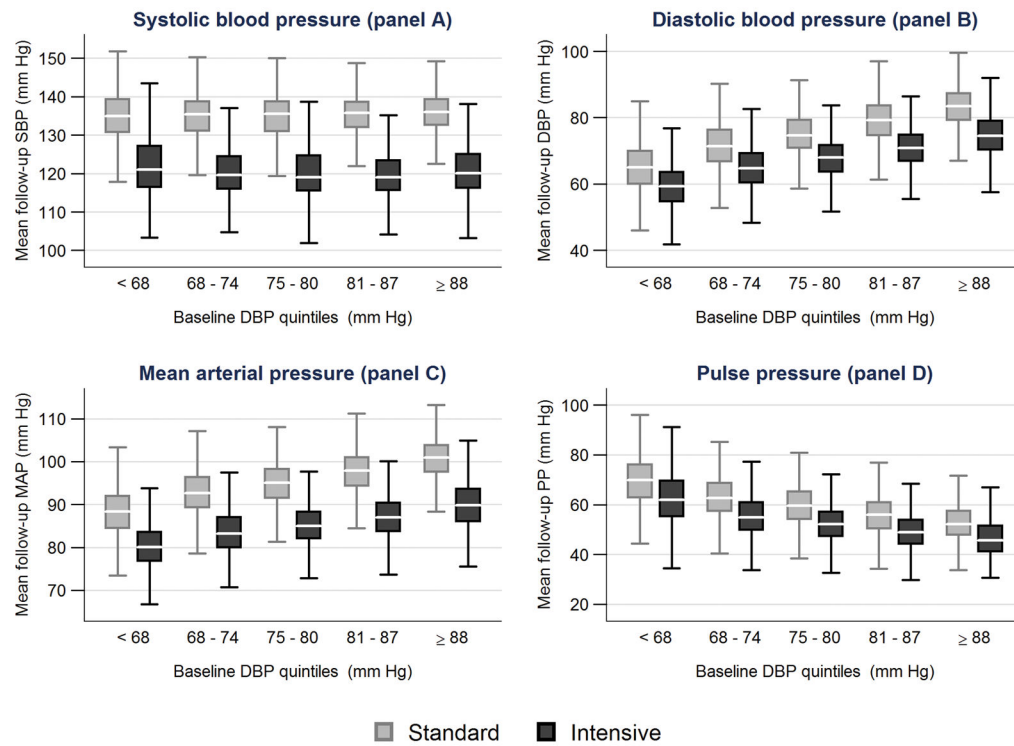 Systolic blood pressure (panel A)
Mean follow-up SBP (mm Hg)
150
140
130
120
110
100
< 68
68 - 74
75 - 80
81 - 87
≥ 88
Baseline DBP quintiles (mm Hg)
Diastolic blood pressure (panel B)
Mean follow-up DBP (mm Hg)
100
80
60
40
< 68
68 - 74
75 - 80
81 - 87
≥ 88
Baseline DBP quintiles (mm Hg)
Mean arterial pressure (panel C)
Mean follow-up MAP (mm Hg)
110
100
90
80
70
< 68
68 - 74
75 - 80
81 - 87
≥ 88
Baseline DBP quintiles (mm Hg)
Pulse pressure (panel D)
Mean follow-up PP (mm Hg)
100
80
60
40
20
< 68
68 - 74
75 - 80
81 - 87
≥ 88
Baseline DBP quintiles (mm Hg)
Standard
Intensive